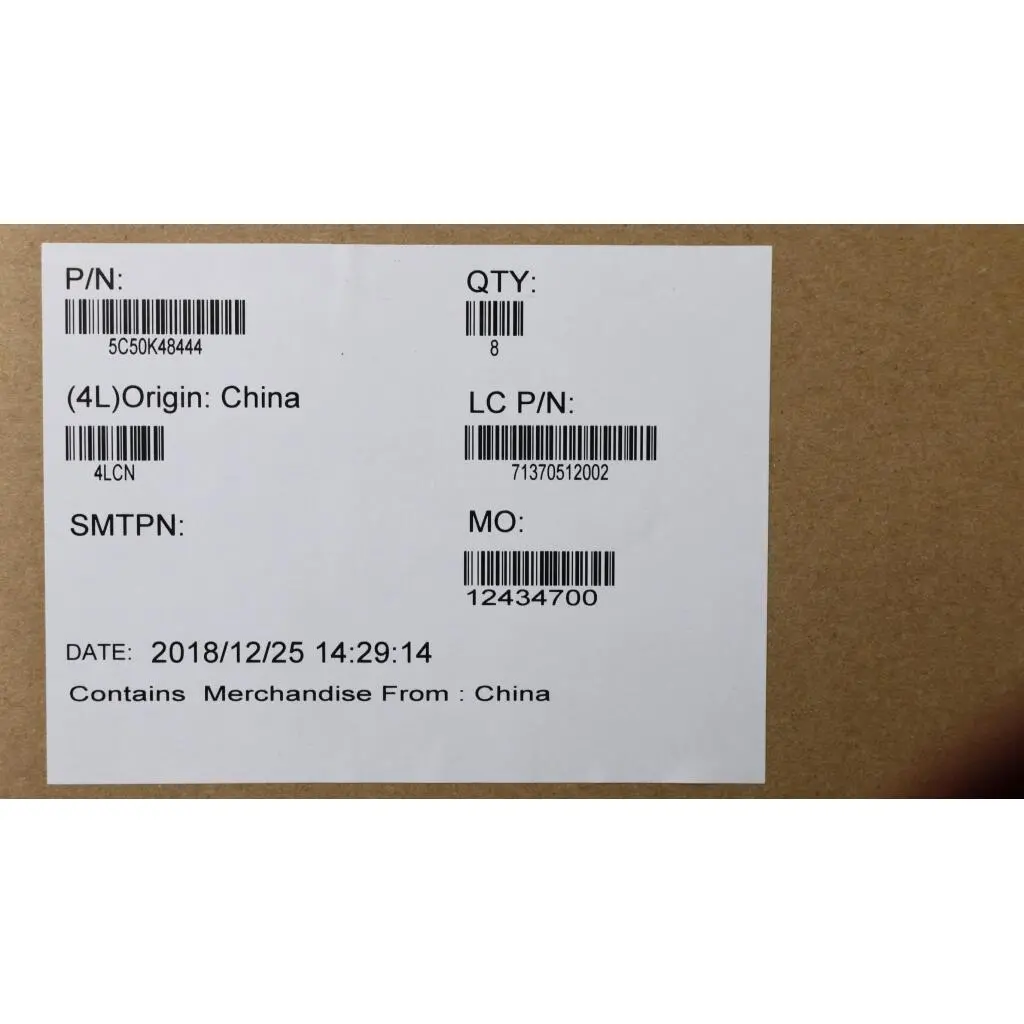 P/N:
5C50K48444
QTY:
8
(4L)Origin: China
4LCN
LC P/N:
71370512002
SMTPN:
MO:
12434700
DATE: 2018/12/25 14:29:14
Contains Merchandise From : China